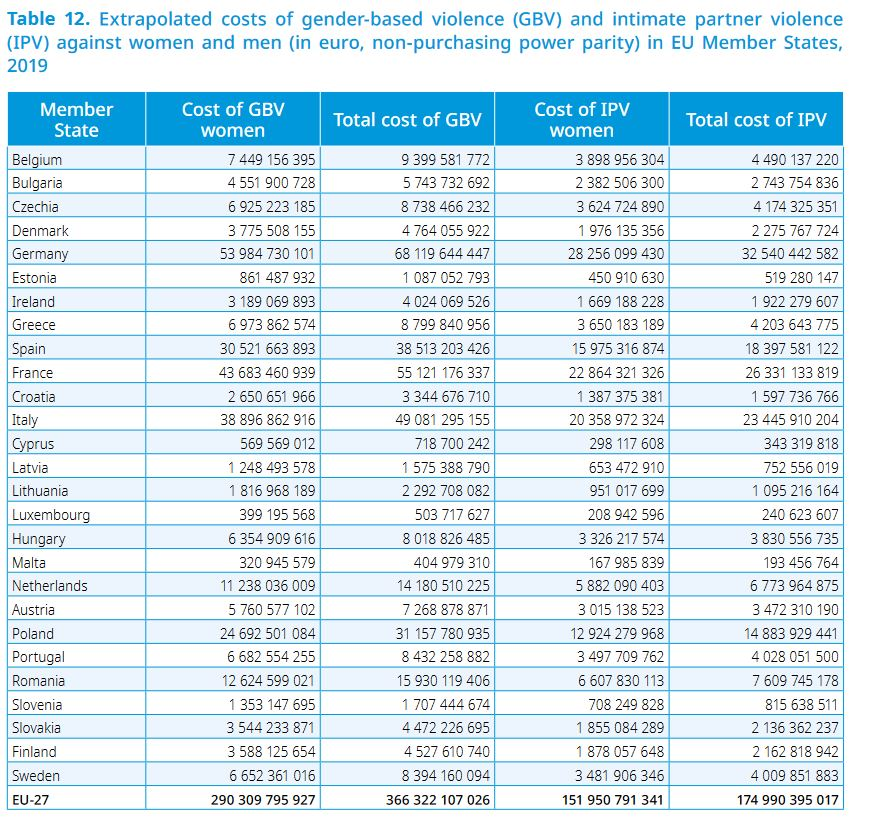 Table 12. Extrapolated costs of gender-based violence (GBV) and intimate partner violence
(IPV) against women and men (in euro, non-purchasing power parity) in EU Member States,
2019
Member State Cost of GBV women Total cost of GBV Cost of IPV women Total cost of IPV
Belgium 7 449 156 395 9 399 581 772 3 898 956 304 4 490 137 220
Bulgaria 4 551 900 728 5 743 732 692 2 382 506 300 2 743 754 836
Czechia 6 925 223 185 8 738 466 232 3 624 724 890 4 174 325 351
Denmark 3 775 508 155 4 764 055 922 1 976 135 356 2 275 767 724
Germany 53 984 730 101 68 119 644 447 28 256 099 430 32 540 442 582
Estonia 861 487 932 1 087 052 793 450 910 630 519 280 147
Ireland 3 189 069 893 4 024 069 526 1 669 188 228 1 922 279 607
Greece 6 973 862 574 8 799 840 956 3 650 183 189 4 203 643 775
Spain 30 521 663 893 38 513 203 426 15 975 316 874 18 397 581 122
France 43 683 460 939 55 121 176 337 22 864 321 326 26 331 133 819
Croatia 2 650 651 966 3 344 676 710 1 387 375 381 1 597 736 766
Italy 38 896 862 916 49 081 295 155 20 358 972 324 23 445 910 204
Cyprus 569 569 012 718 700 242 298 117 608 343 319 818
Latvia 1 248 493 578 1 575 388 790 653 472 910 752 556 019
Lithuania 1 816 968 189 2 292 708 082 951 017 699 1 095 216 164
Luxembourg 399 195 568 503 717 627 208 942 596 240 623 607
Hungary 6 354 909 616 8 018 826 485 3 326 217 574 3 830 556 735
Malta 320 945 579 404 979 310 167 985 839 193 456 764
Netherlands 11 238 036 009 14 180 510 225 5 882 090 403 6 773 964 875
Austria 5 760 577 102 7 268 878 871 3 015 138 523 3 472 310 190
Poland 24 692 501 084 31 157 780 935 12 924 279 968 14 883 929 441
Portugal 6 682 554 255 8 432 258 882 3 497 709 762 4 028 051 500
Romania 12 624 599 021 15 930 119 406 6 607 830 113 7 609 745 178
Slovenia 1 353 147 695 1 707 444 674 708 249 828 815 638 511
Slovakia 3 544 233 871 4 472 226 695 1 855 084 289 2 136 362 237
Finland 3 588 125 654 4 527 610 740 1 878 057 648 2 162 818 942
Sweden 6 652 361 016 8 394 160 094 3 481 906 346 4 009 851 883
EU-27 290 309 795 927 366 322 107 026 151 950 791 341 174 990 395 017